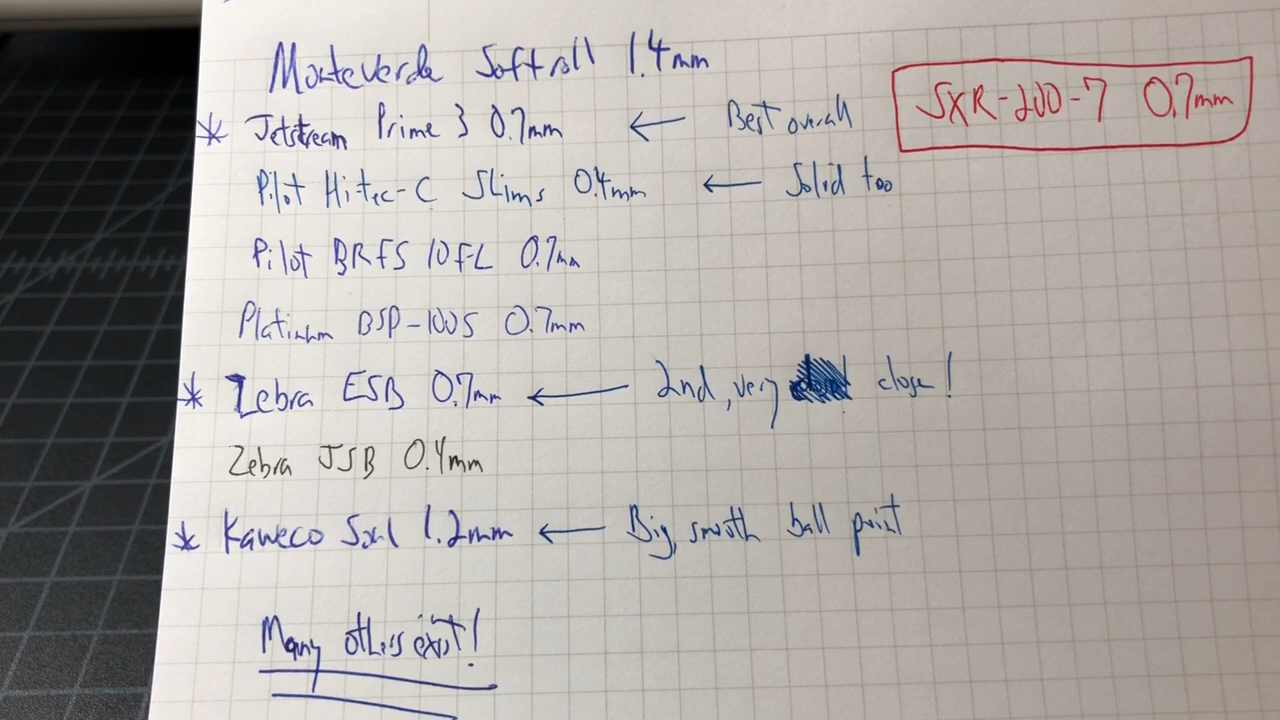 Monteverde Softroll 1.4mm
SXR-200-7 0.7mm
* Jetstream Prime 3 0.7mm ← Best overall
Pilot Hi-tec-C Slims 0.4mm ← Solid too
Pilot BRFS 10F-L 0.7mm
Platinum BSP-100S 0.7mm
* Zebra ESB 0.7mm ← 2nd, very close!
Zebra JSB 0.4mm
* Kaweco Soul 1.2mm ← Big, smooth ball point
Many others exist!